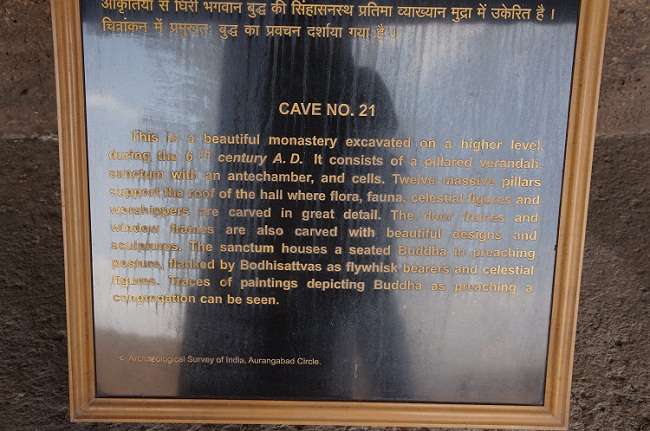 आकृतियों से घिरी भगवान बुद्ध की सिंहासनस्थ प्रतिमा व्याख्यान मुद्रा में उकेरित है ।
चित्रांकन में प्रमुखतः बुद्ध का प्रवचन दर्शाया गया है ।
CAVE NO. 21
This is a beautiful monastery excavated on a higher level,
during the 6 th century A. D. It consists of a pillared verandah,
sanctum with an antechamber, and cells. Twelve massive pillars
support the roof of the hall where flora, fauna, celestial figures and
worshippers are carved in great detail. The door frames and
window frames are also carved with beautiful designs and
sculptures. The sanctum houses a seated Buddha in preaching
posture, flanked by Bodhisattvas as flywhisk bearers and celestial
figures. Traces of paintings depicting Buddha as preaching a
congregation can be seen.
© Archaeological Survey of India, Aurangabad Circle.